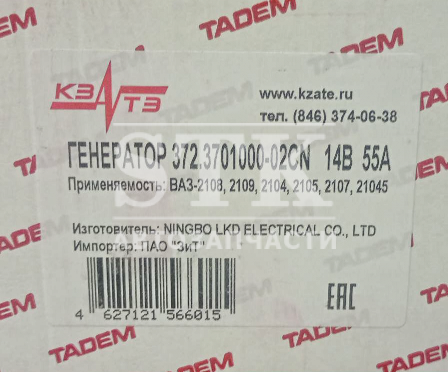 TADEM
TADEM
КЗАТЭ
www.kzate.ru
тел. (846) 374-06-38
STK
ГЕНЕРАТОР 372.3701000-02CN 14В 55А
Применяемость: ВАЗ-2108, 2109, 2104, 2105, 2107, 21045
Изготовитель: NINGBO LKD ELECTRICAL CO., LTD
Импортер: ПАО "ЗиТ"
АВТОЗАПЧАСТИ
4 627121 566015
EAC
TADEM
TADEM